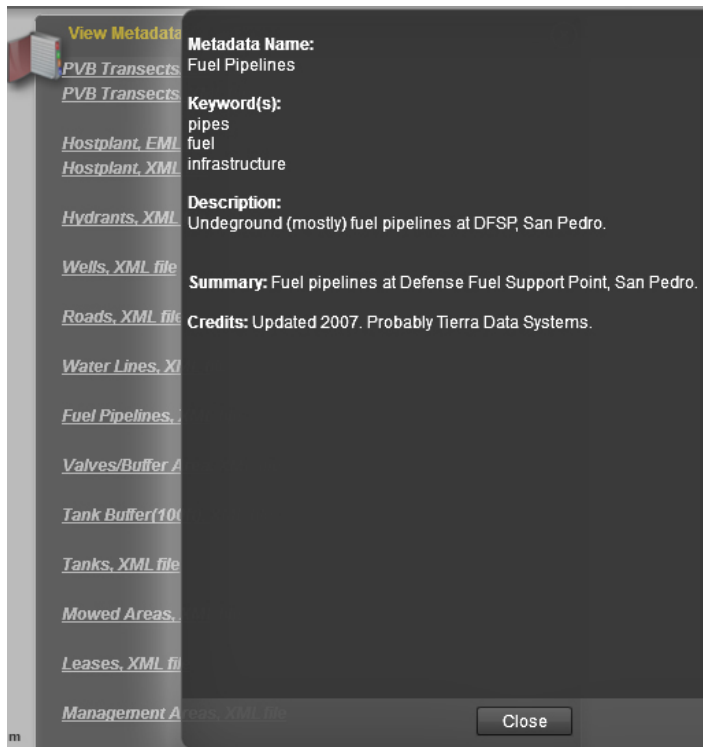 View Metadata
PVB Transects
PVB Transects
Hostplant, EML
Hostplant, XML
Hydrants, XML
Wells, XML file
Roads, XML file
Water Lines, X
Fuel Pipelines,
Valves/Buffer A
Tank Buffer(100
Tanks, XML file
Mowed Areas,
Leases, XML fil
Management Areas, XML file
m
Metadata Name:
Fuel Pipelines
Keyword(s):
pipes
fuel
infrastructure
Description:
Undeground (mostly) fuel pipelines at DFSP, San Pedro.
Summary: Fuel pipelines at Defense Fuel Support Point, San Pedro.
Credits: Updated 2007. Probably Tierra Data Systems.
Close